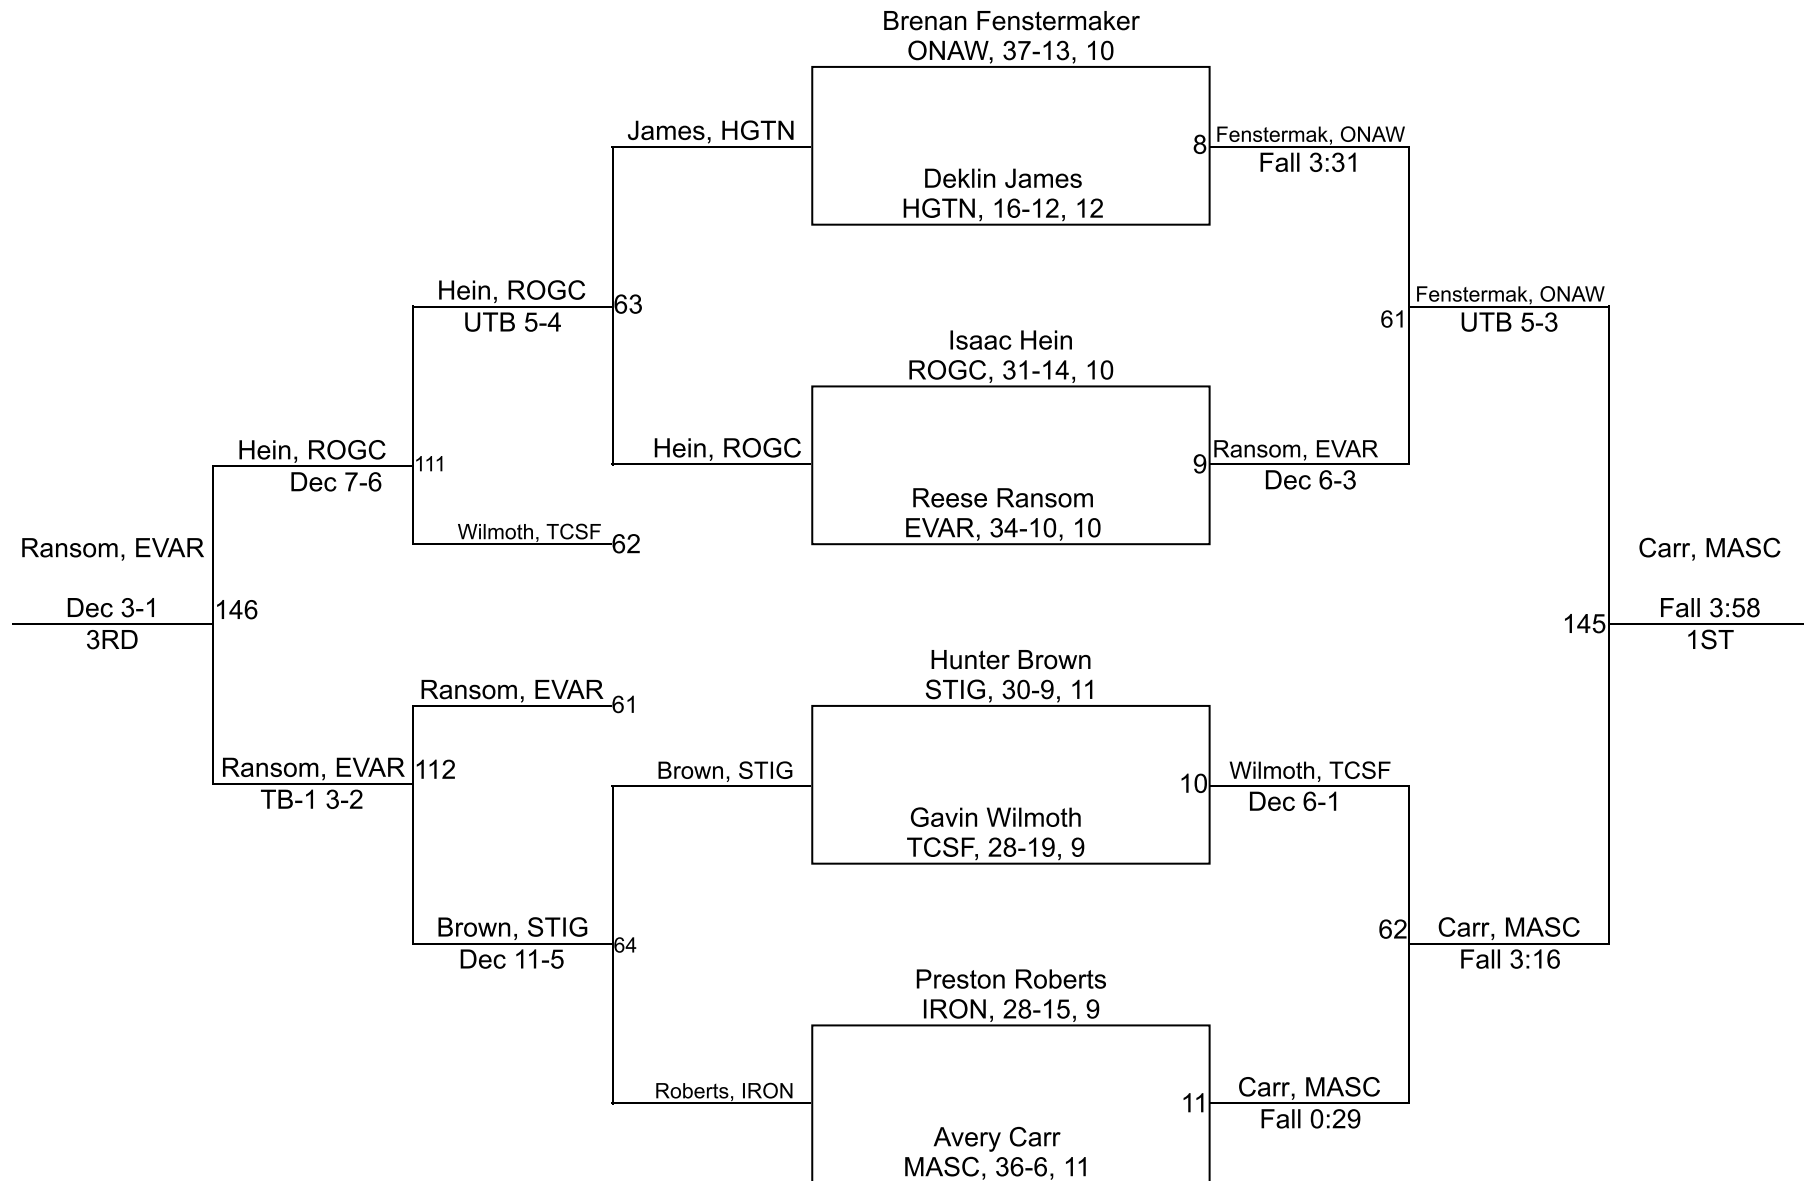 Brenan Fenstermaker
ONAW, 37-13, 10
James, HGTN
8
Fenstermak, ONAW
Fall 3:31
Deklin James
HGTN, 16-12, 12
Hein, ROGC
UTB 5-4
63
Fenstermak, ONAW
UTB 5-3
61
Isaac Hein
ROGC, 31-14, 10
Hein, ROGC
Dec 7-6
111
Hein, ROGC
9
Ransom, EVAR
Dec 6-3
Reese Ransom
EVAR, 34-10, 10
Wilmoth, TCSF
62
Ransom, EVAR
Dec 3-1
3RD
146
Carr, MASC
Fall 3:58
1ST
145
Hunter Brown
STIG, 30-9, 11
Ransom, EVAR
61
Ransom, EVAR
TB-1 3-2
112
Brown, STIG
10
Wilmoth, TCSF
Dec 6-1
Gavin Wilmoth
TCSF, 28-19, 9
Brown, STIG
Dec 11-5
64
62
Carr, MASC
Fall 3:16
Preston Roberts
IRON, 28-15, 9
Roberts, IRON
11
Carr, MASC
Fall 0:29
Avery Carr
MASC, 36-6, 11